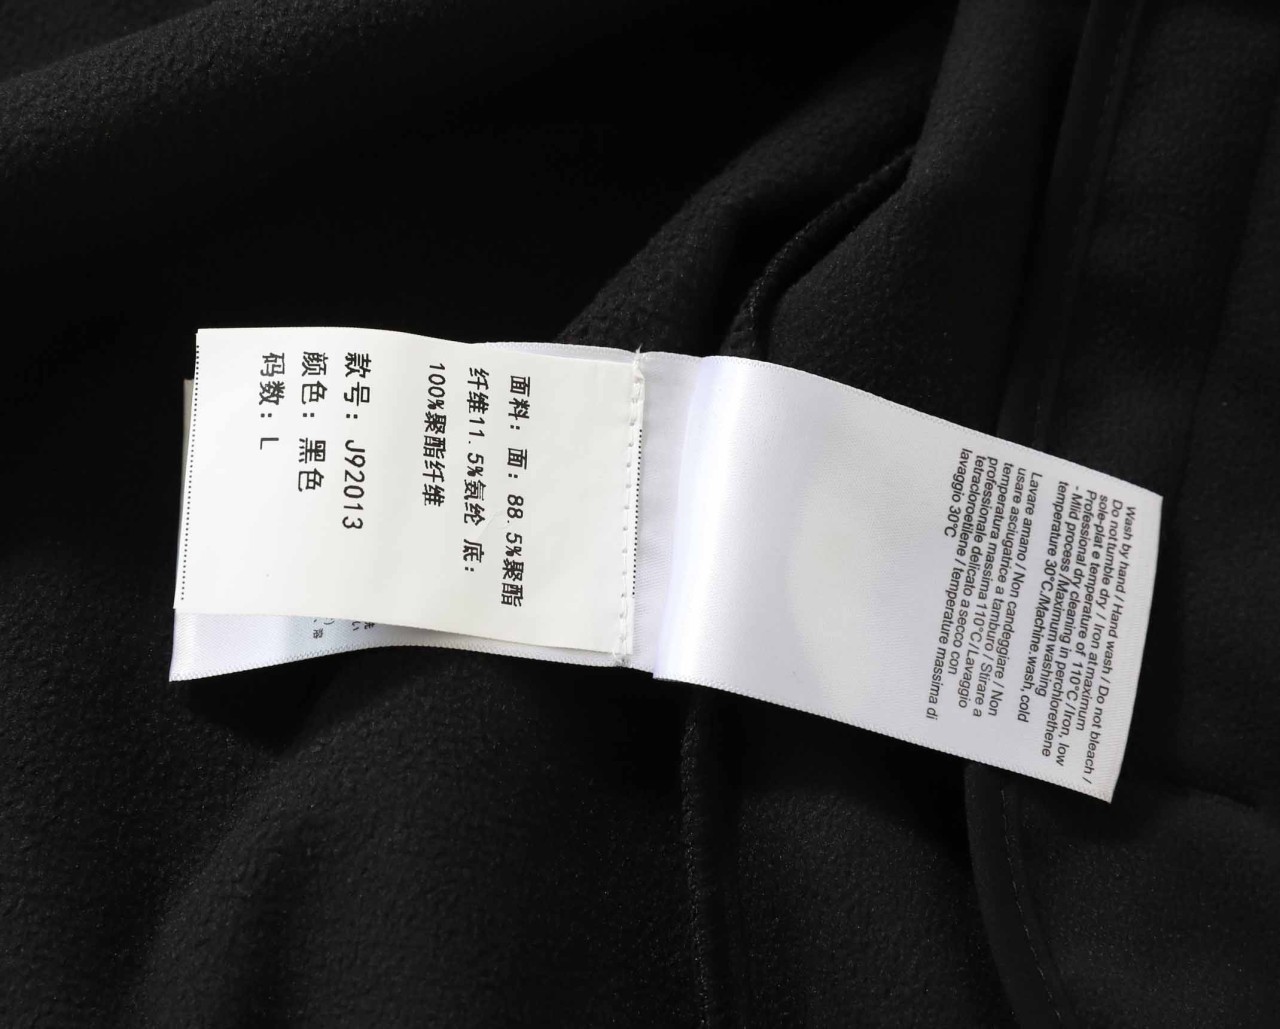 面料：面：88.5%聚酯
纤维11.5%氨纶 底：
100%聚酯纤维
款号：J92013
颜色：黑色
码数：L
Wash by hand / Hand wash / Do not bleach /
Do not tumble dry / Iron at maximum
sole-plat e temperature of 110°C / Iron, low
Professional dry cleaning in perchlorethene
- Mild process /Maximum washing
temperature 30°C./Machine.wash, cold
Lavare amano / Non candeggiare / Non
usare asciugatrice a tamburo / Stirare a
temperatura massima 110°C/ Lavaggio
professionale delicato a secco con
tetracloroetilene / temperature massima di
lavaggio 30°C